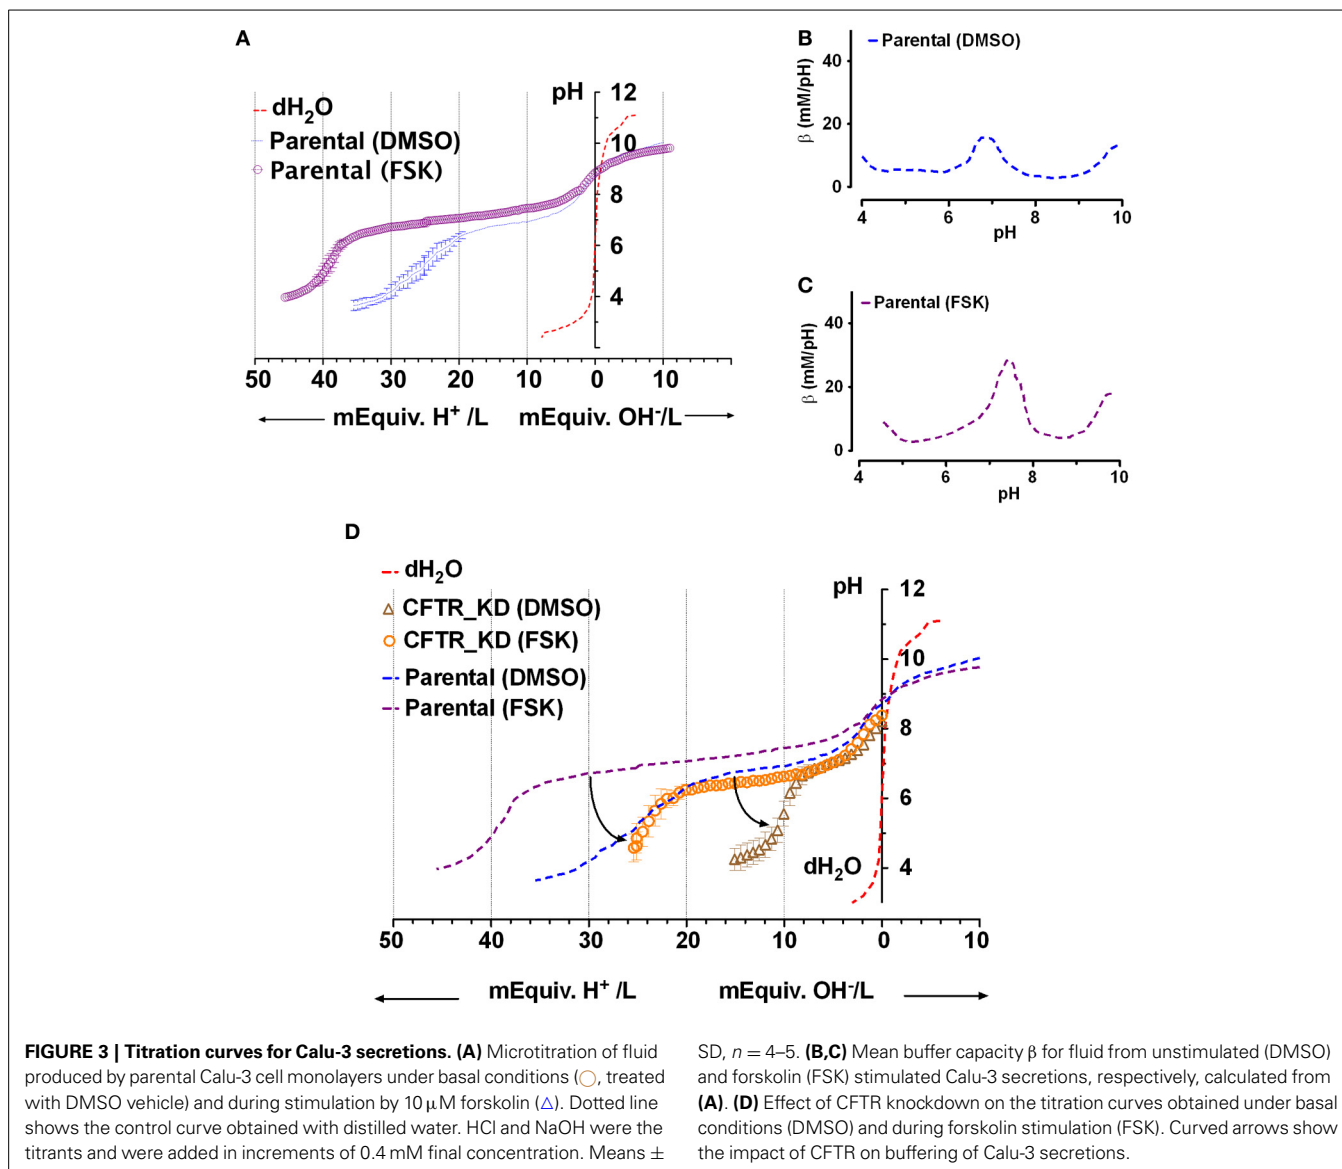 A
pH
12
10
8
6
4
dH2O
Parental (DMSO)
Parental (FSK)
50 40 30 20 10 0 10
mEquiv. H+ /L mEquiv. OH-/L
B
Parental (DMSO)
β (mM/pH)
40
20
0
4 6 8 10
pH
C
Parental (FSK)
β (mM/pH)
40
20
0
4 6 8 10
pH
D
dH2O
CFTR_KD (DMSO)
CFTR_KD (FSK)
Parental (DMSO)
Parental (FSK)
pH
12
10
8
6
4
dH2O
50 40 30 20 10 0 10
mEquiv. H+ /L mEquiv. OH-/L
FIGURE 3 | Titration curves for Calu-3 secretions. (A) Microtitration of fluid
produced by parental Calu-3 cell monolayers under basal conditions (○, treated
with DMSO vehicle) and during stimulation by 10 μM forskolin (△). Dotted line
shows the control curve obtained with distilled water. HCl and NaOH were the
titrants and were added in increments of 0.4 mM final concentration. Means ±
SD, n = 4–5. (B,C) Mean buffer capacity β for fluid from unstimulated (DMSO)
and forskolin (FSK) stimulated Calu-3 secretions, respectively, calculated from
(A). (D) Effect of CFTR knockdown on the titration curves obtained under basal
conditions (DMSO) and during forskolin stimulation (FSK). Curved arrows show
the impact of CFTR on buffering of Calu-3 secretions.